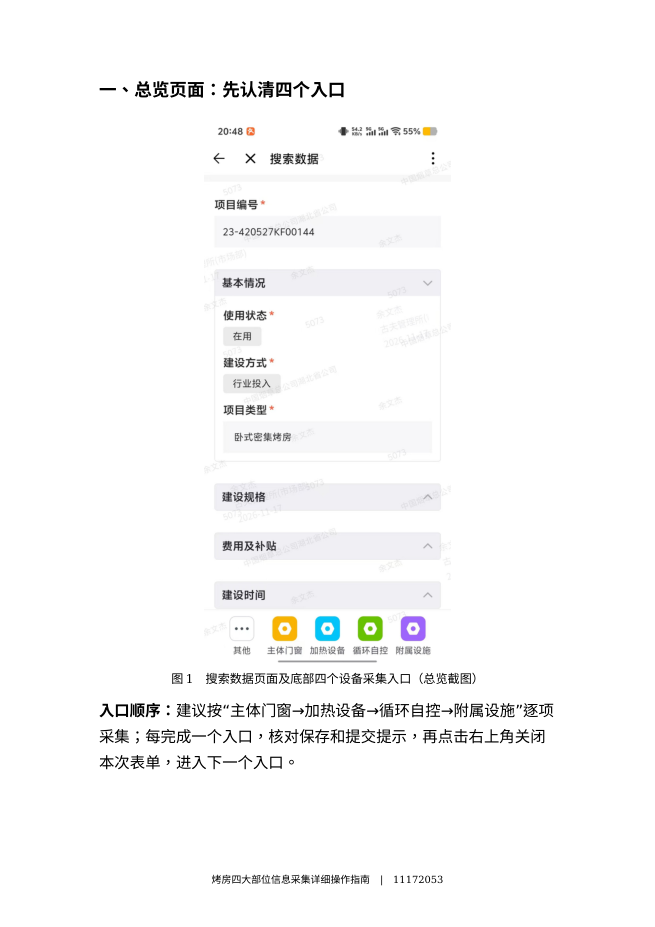 一、总览页面：先认清四个入口
20:48
54.2 KB/s 5G 5G 55%
搜索数据
项目编号 *
23-420527KF00144
基本情况
使用状态 *
在用
建设方式 *
行业投入
项目类型 *
卧式密集烤房
建设规格
费用及补贴
建设时间
其他 主体门窗 加热设备 循环自控 附属设施
图 1 搜索数据页面及底部四个设备采集入口（总览截图）
入口顺序：建议按“主体门窗→加热设备→循环自控→附属设施”逐项
采集；每完成一个入口，核对保存和提交提示，再点击右上角关闭
本次表单，进入下一个入口。
烤房四大部位信息采集详细操作指南 | 11172053